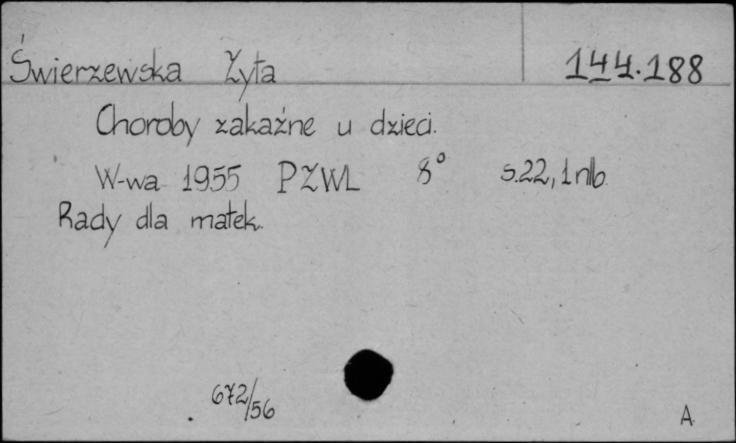 Świerzewska Zyta 144.188
Choroby zakaźne u dzieci.
W-wa 1955 PZWL 8° s.22, 1 nlb.
Rady dla matek.
672/56
A